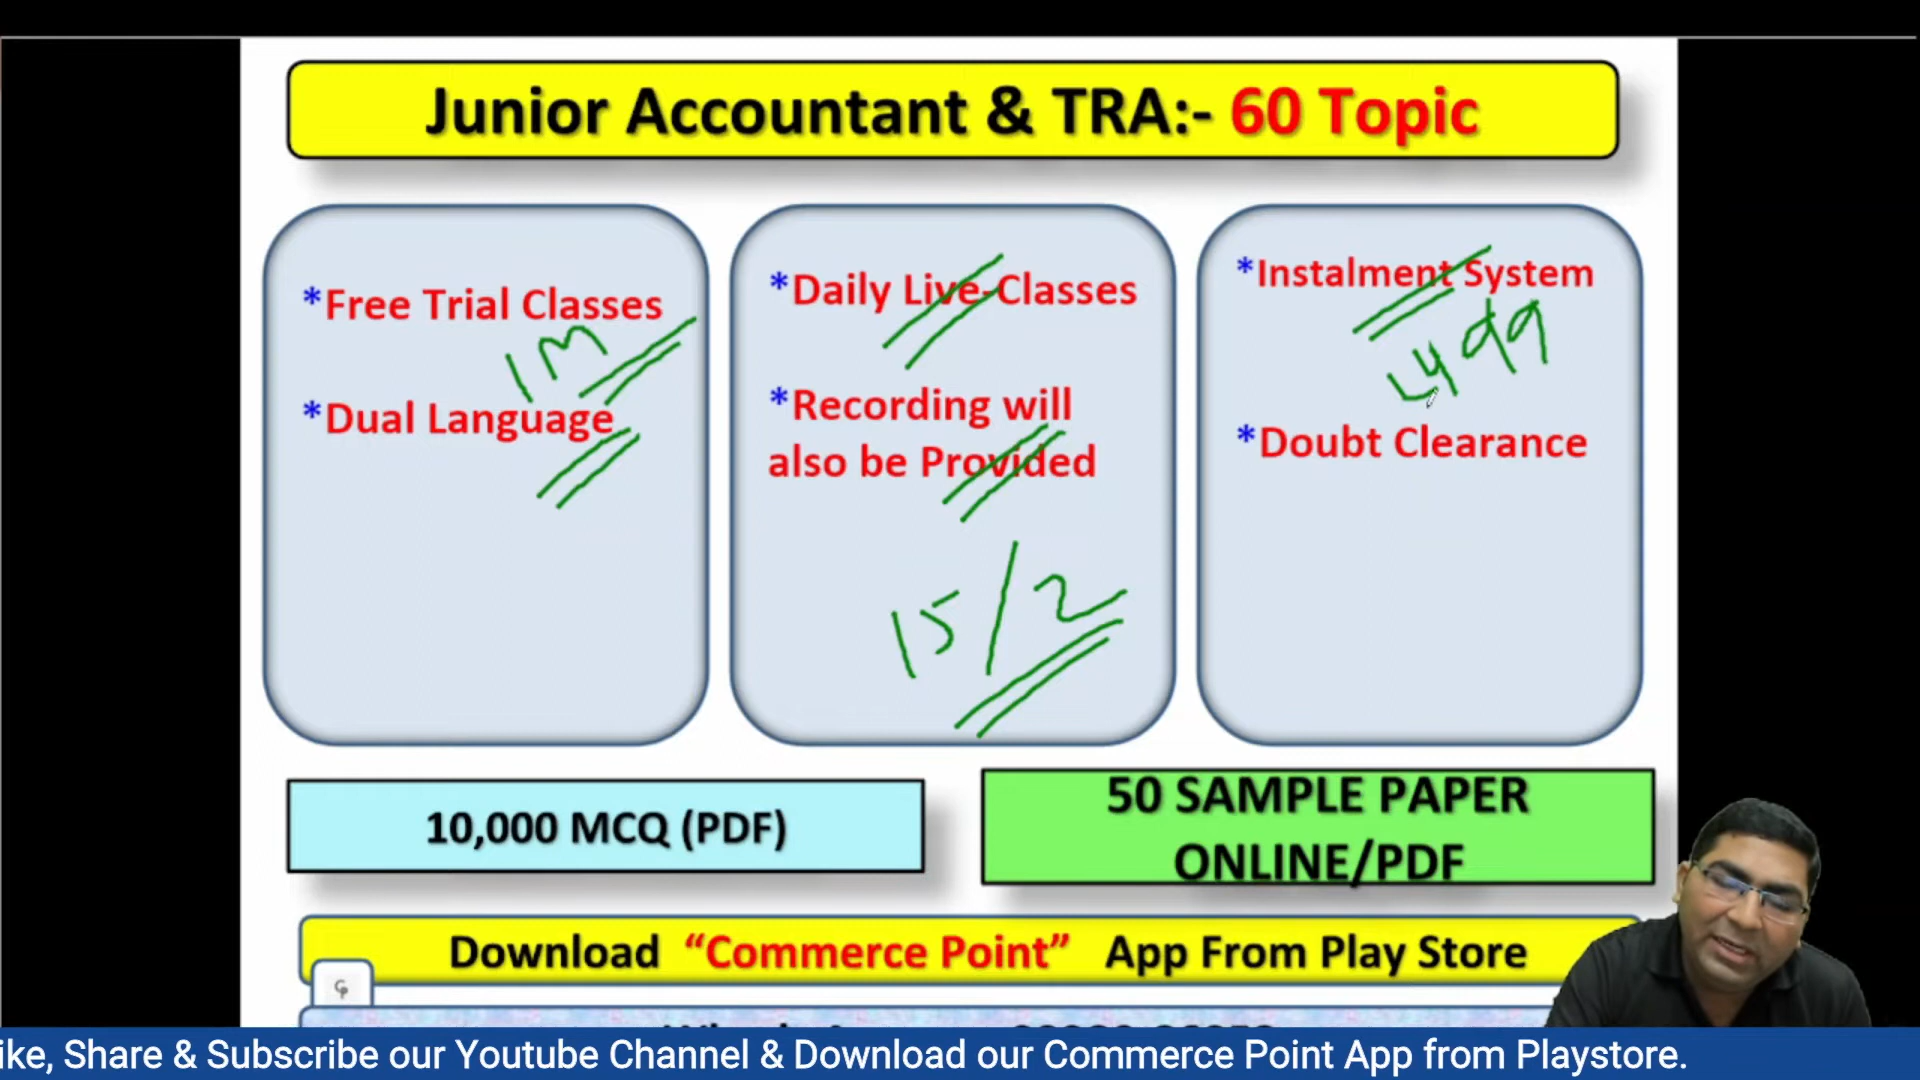 Junior Accountant & TRA:- 60 Topic
*Free Trial Classes
1M
*Dual Language
*Daily Live-Classes
*Recording will
also be Provided
15/2
*Instalment System
499
*Doubt Clearance
10,000 MCQ (PDF)
50 SAMPLE PAPER
ONLINE/PDF
Download “Commerce Point” App From Play Store
ike, Share & Subscribe our Youtube Channel & Download our Commerce Point App from Playstore.